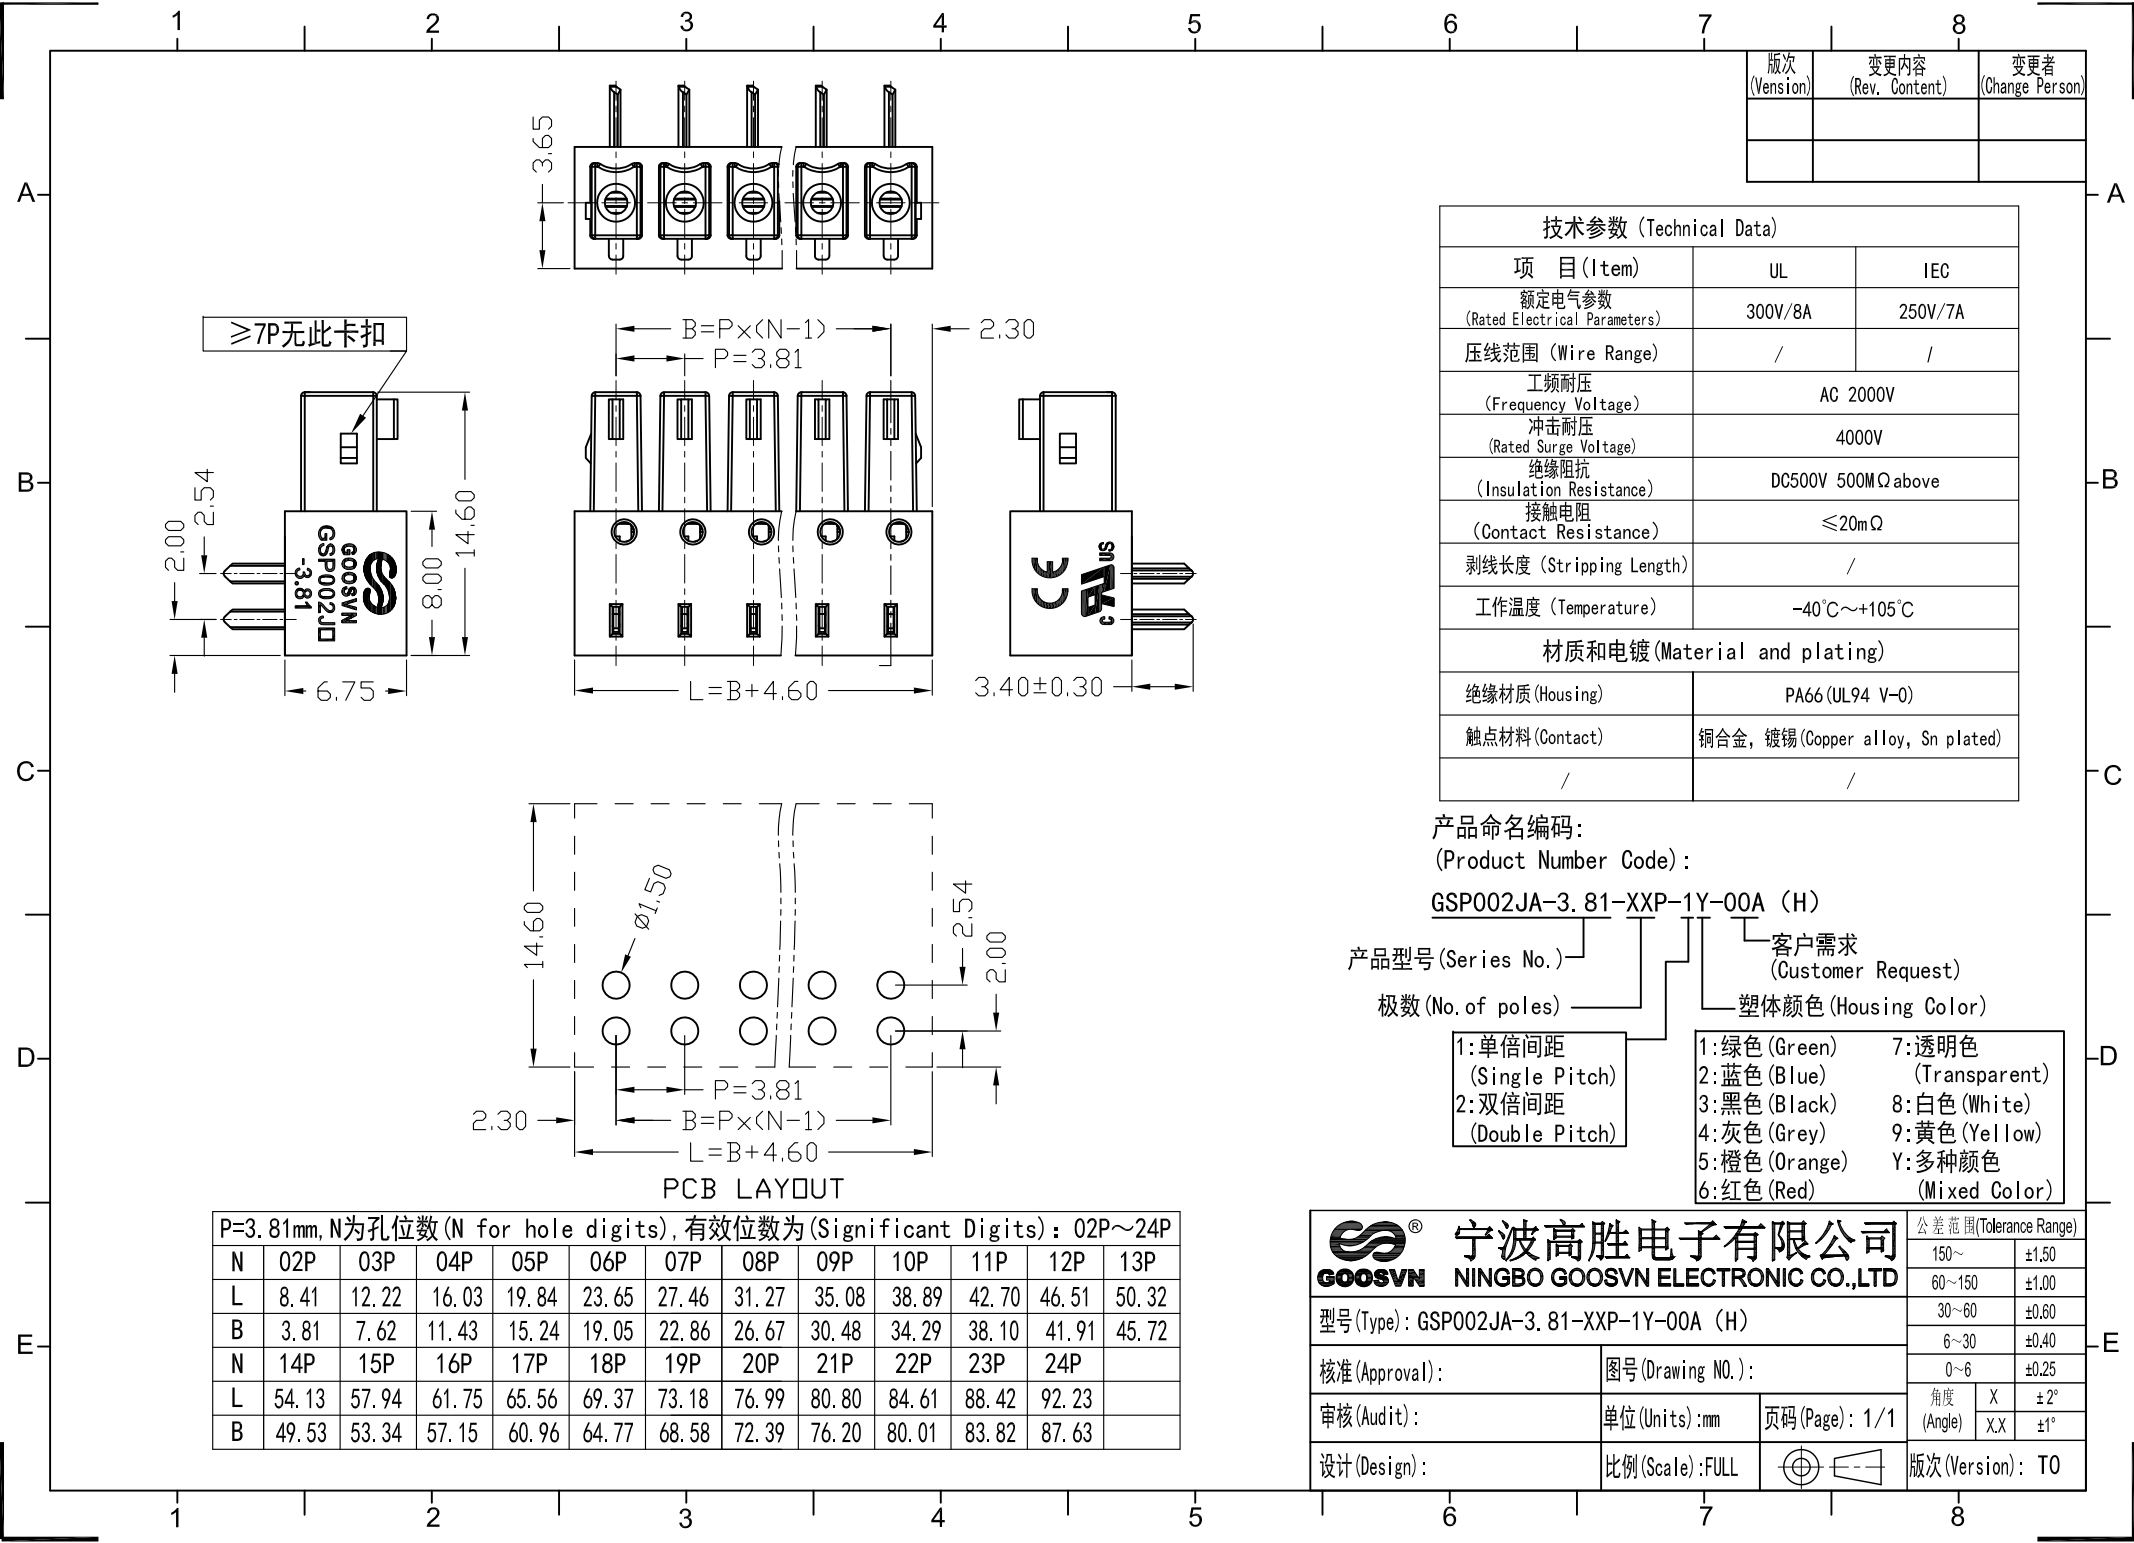 1 2 3 4 5 6 7 8
A
B
C
D
E
A
B
C
D
E
1 2 3 4 5 6 7 8
版次 变更内容 变更者
(Vension) (Rev. Content) (Change Person)
3.65
≥7P无此卡扣
B=P×(N-1)
2.30
P=3.81
2.54
2.00
14.60
8.00
6.75
GOOSVN
GSP002J□
-3.81
L=B+4.60
CE
c RU US
3.40±0.30
14.60
Ø1.50
2.54
2.00
P=3.81
2.30
B=P×(N-1)
L=B+4.60
PCB LAYOUT
技术参数 (Technical Data)
项 目(Item) UL IEC
额定电气参数
(Rated Electrical Parameters) 300V/8A 250V/7A
压线范围 (Wire Range) / /
工频耐压
(Frequency Voltage) AC 2000V
冲击耐压
(Rated Surge Voltage) 4000V
绝缘阻抗
(Insulation Resistance) DC500V 500MΩabove
接触电阻
(Contact Resistance) ≤20mΩ
剥线长度 (Stripping Length) /
工作温度 (Temperature) -40℃～+105℃
材质和电镀(Material and plating)
绝缘材质(Housing) PA66(UL94 V-0)
触点材料(Contact) 铜合金, 镀锡(Copper alloy, Sn plated)
/ /
产品命名编码:
(Product Number Code):
GSP002JA-3.81-XXP-1Y-00A (H)
客户需求
(Customer Request)
产品型号(Series No.)
极数(No.of poles)
塑体颜色(Housing Color)
1:单倍间距
(Single Pitch)
2:双倍间距
(Double Pitch)
1:绿色(Green) 7:透明色
2:蓝色(Blue) (Transparent)
3:黑色(Black) 8:白色(White)
4:灰色(Grey) 9:黄色(Yellow)
5:橙色(Orange) Y:多种颜色
6:红色(Red) (Mixed Color)
P=3.81mm,N为孔位数(N for hole digits),有效位数为(Significant Digits): 02P～24P
N 02P 03P 04P 05P 06P 07P 08P 09P 10P 11P 12P 13P
L 8.41 12.22 16.03 19.84 23.65 27.46 31.27 35.08 38.89 42.70 46.51 50.32
B 3.81 7.62 11.43 15.24 19.05 22.86 26.67 30.48 34.29 38.10 41.91 45.72
N 14P 15P 16P 17P 18P 19P 20P 21P 22P 23P 24P
L 54.13 57.94 61.75 65.56 69.37 73.18 76.99 80.80 84.61 88.42 92.23
B 49.53 53.34 57.15 60.96 64.77 68.58 72.39 76.20 80.01 83.82 87.63
®
GOOSVN
宁波高胜电子有限公司
NINGBO GOOSVN ELECTRONIC CO.,LTD
型号(Type): GSP002JA-3.81-XXP-1Y-00A (H)
核准(Approval): 图号(Drawing NO.):
审核(Audit): 单位(Units):mm 页码(Page): 1/1
设计(Design): 比例(Scale):FULL
公差范围(Tolerance Range)
150～ ±1.50
60～150 ±1.00
30～60 ±0.60
6～30 ±0.40
0～6 ±0.25
角度 X ±2°
(Angle) X.X ±1°
版次(Version): T0